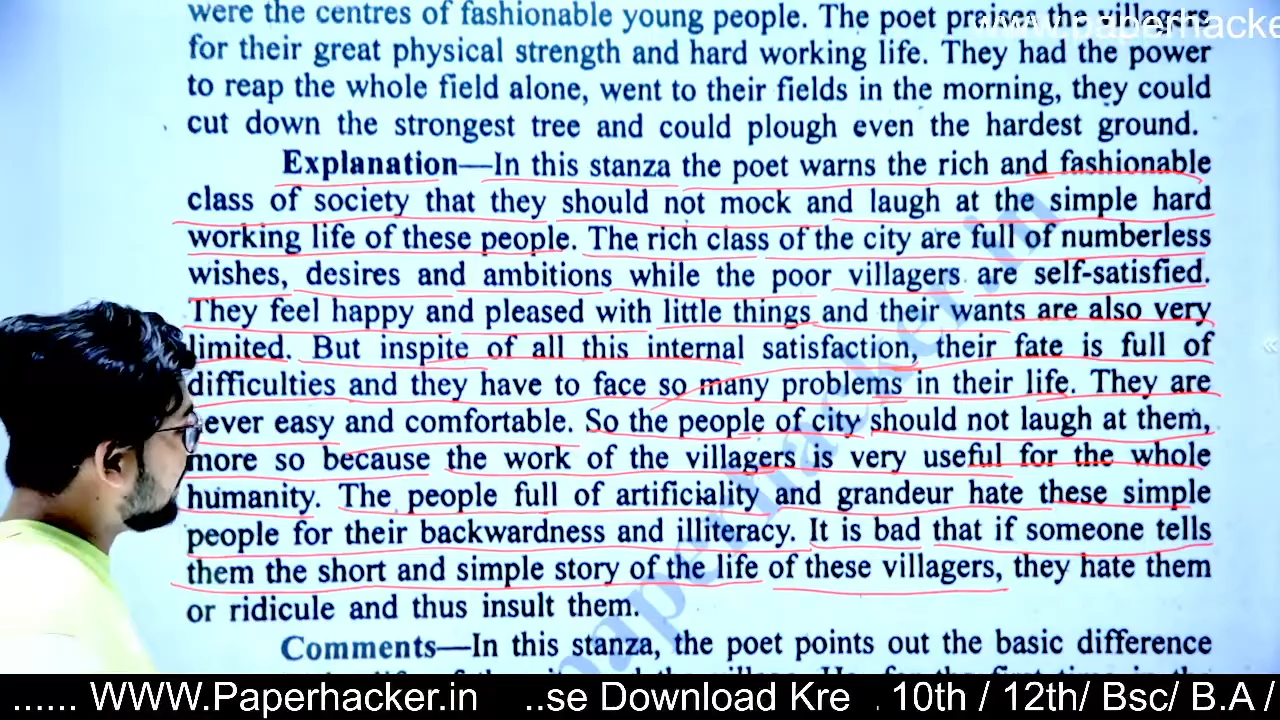 were the centres of fashionable young people. The poet praises the villagers
for their great physical strength and hard working life. They had the power
to reap the whole field alone, went to their fields in the morning, they could
cut down the strongest tree and could plough even the hardest ground.
Explanation—In this stanza the poet warns the rich and fashionable
class of society that they should not mock and laugh at the simple hard
working life of these people. The rich class of the city are full of numberless
wishes, desires and ambitions while the poor villagers are self-satisfied.
They feel happy and pleased with little things and their wants are also very
limited. But inspite of all this internal satisfaction, their fate is full of
difficulties and they have to face so many problems in their life. They are
never easy and comfortable. So the people of city should not laugh at them,
more so because the work of the villagers is very useful for the whole
humanity. The people full of artificiality and grandeur hate these simple
people for their backwardness and illiteracy. It is bad that if someone tells
them the short and simple story of the life of these villagers, they hate them
or ridicule and thus insult them.
Comments—In this stanza, the poet points out the basic difference
www.paperhacke
paperhacker.in
...... WWW.Paperhacker.in ..se Download Kre . 10th / 12th/ Bsc/ B.A /